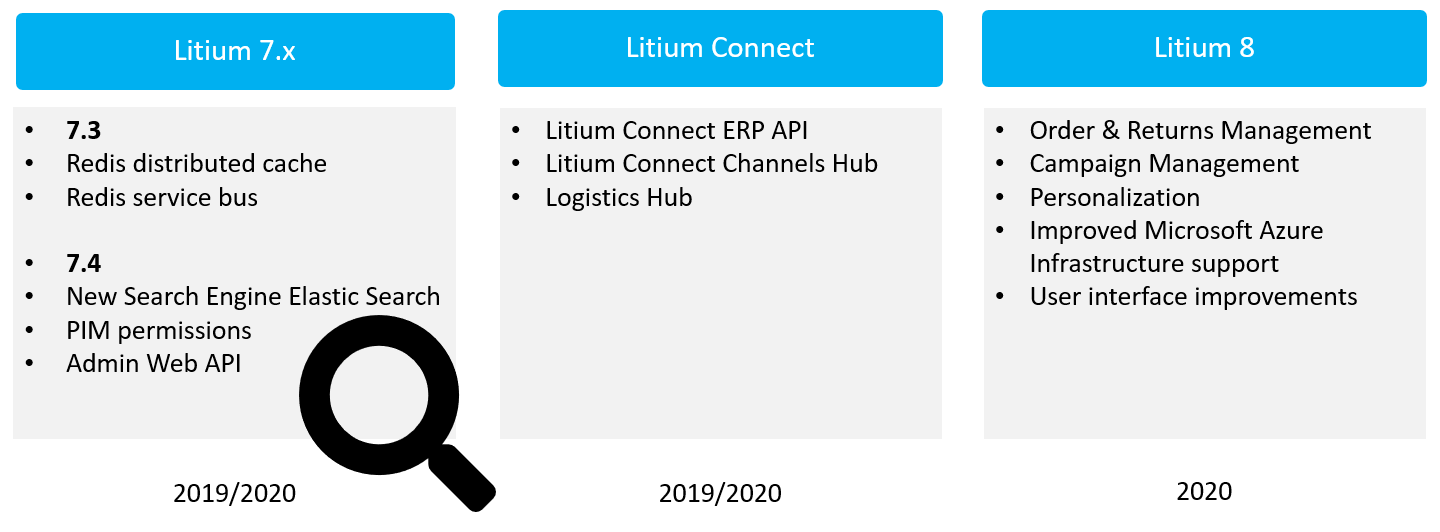 Litium 7.x
• 7.3
• Redis distributed cache
• Redis service bus
• 7.4
• New Search Engine Elastic Search
• PIM permissions
• Admin Web API
2019/2020
Litium Connect
• Litium Connect ERP API
• Litium Connect Channels Hub
• Logistics Hub
2019/2020
Litium 8
• Order & Returns Management
• Campaign Management
• Personalization
• Improved Microsoft Azure
Infrastructure support
• User interface improvements
2020